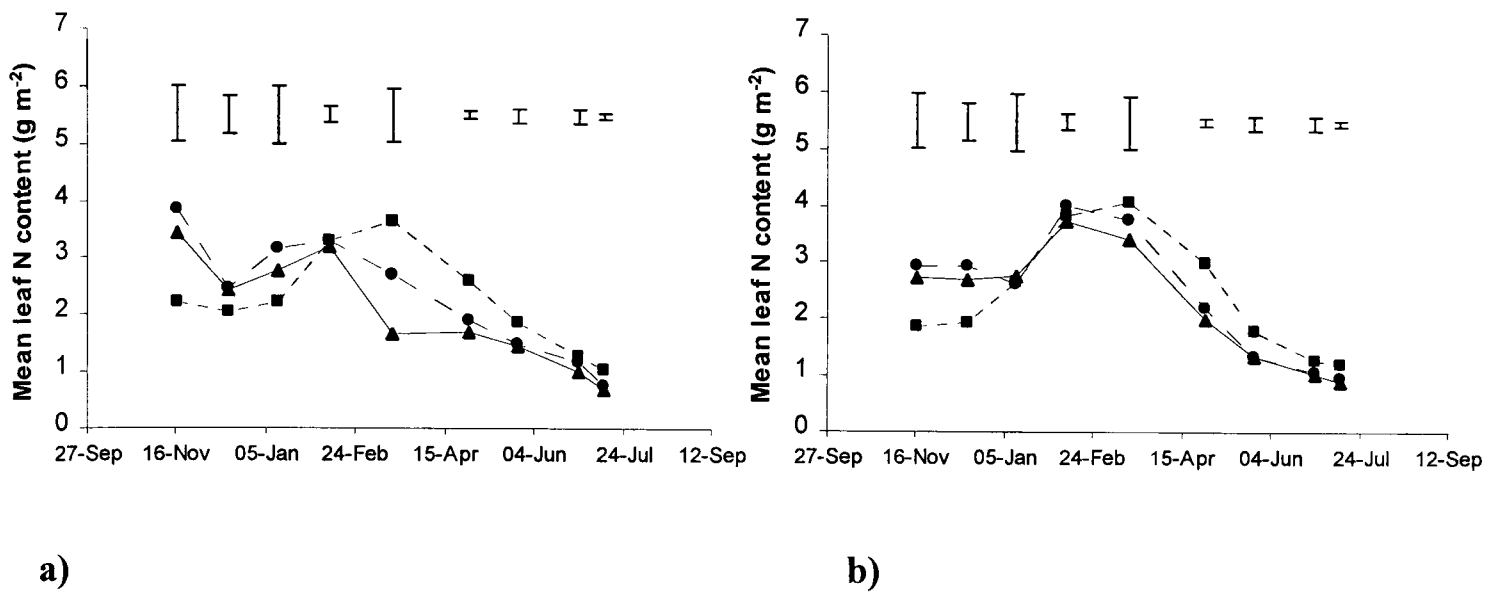 7
6
5
4
3
2
1
0
Mean leaf N content (g m⁻²)
27-Sep 16-Nov 05-Jan 24-Feb 15-Apr 04-Jun 24-Jul 12-Sep
a)
7
6
5
4
3
2
1
0
Mean leaf N content (g m⁻²)
27-Sep 16-Nov 05-Jan 24-Feb 15-Apr 04-Jun 24-Jul 12-Sep
b)